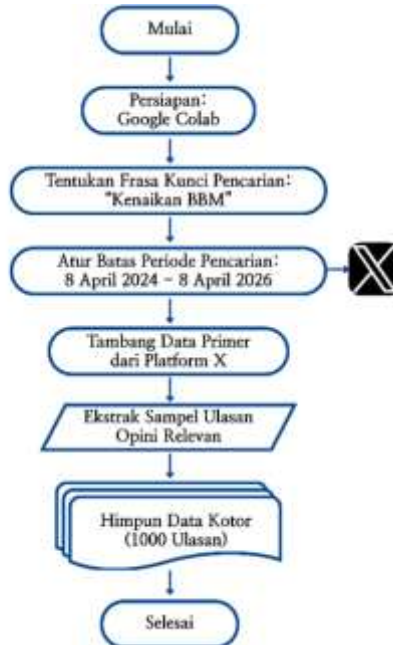 Mulai
Persiapan:
Google Colab
Tentukan Frasa Kunci Pencarian:
"Kenaikan BBM"
Atur Batas Periode Pencarian:
8 April 2024 - 8 April 2026
X
Tambang Data Primer
dari Platform X
Ekstrak Sampel Ulasan
Opini Relevan
Himpun Data Kotor
(1000 Ulasan)
Selesai